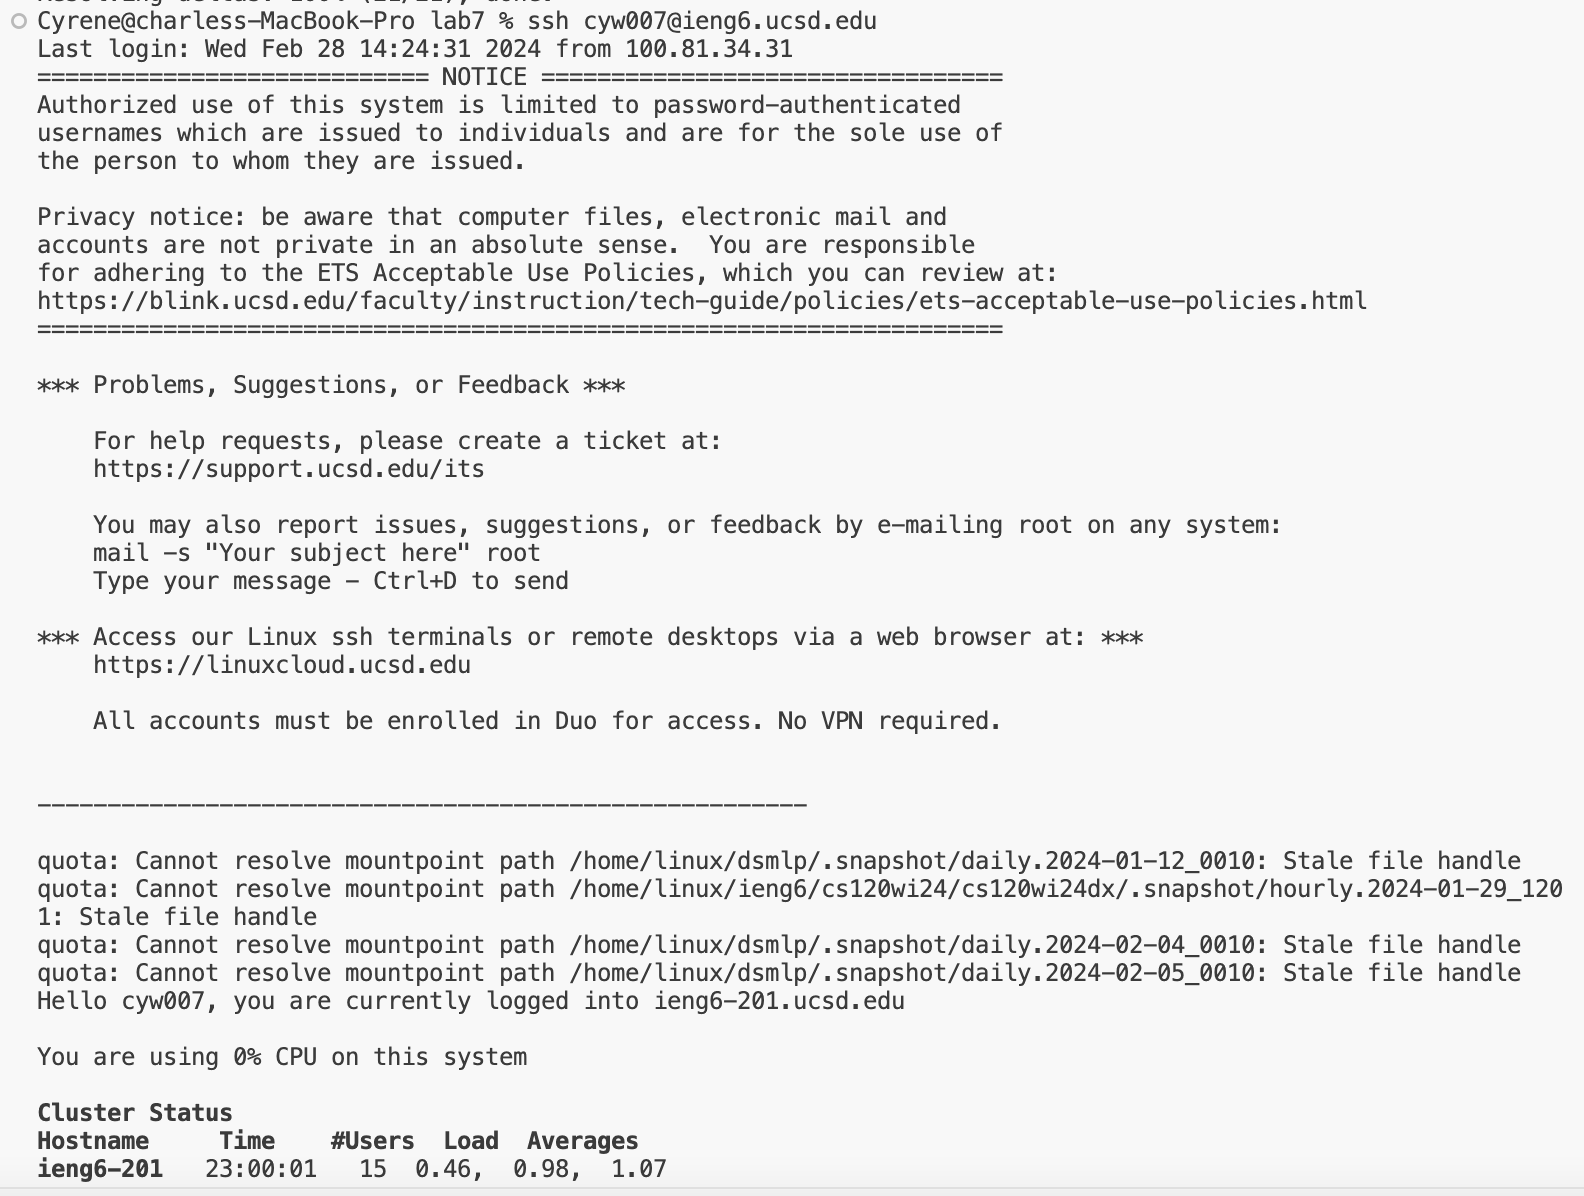 Cyrene@charless-MacBook-Pro lab7 % ssh cyw007@ieng6.ucsd.edu
Last login: Wed Feb 28 14:24:31 2024 from 100.81.34.31
============================ NOTICE =================================
Authorized use of this system is limited to password-authenticated
usernames which are issued to individuals and are for the sole use of
the person to whom they are issued.

Privacy notice: be aware that computer files, electronic mail and
accounts are not private in an absolute sense.  You are responsible
for adhering to the ETS Acceptable Use Policies, which you can review at:
https://blink.ucsd.edu/faculty/instruction/tech-guide/policies/ets-acceptable-use-policies.html
=====================================================================

*** Problems, Suggestions, or Feedback ***

    For help requests, please create a ticket at:
    https://support.ucsd.edu/its

    You may also report issues, suggestions, or feedback by e-mailing root on any system:
    mail -s "Your subject here" root
    Type your message - Ctrl+D to send

*** Access our Linux ssh terminals or remote desktops via a web browser at: ***
    https://linuxcloud.ucsd.edu

    All accounts must be enrolled in Duo for access. No VPN required.

-------------------------------------------------------

quota: Cannot resolve mountpoint path /home/linux/dsmlp/.snapshot/daily.2024-01-12_0010: Stale file handle
quota: Cannot resolve mountpoint path /home/linux/ieng6/cs120wi24/cs120wi24dx/.snapshot/hourly.2024-01-29_120
1: Stale file handle
quota: Cannot resolve mountpoint path /home/linux/dsmlp/.snapshot/daily.2024-02-04_0010: Stale file handle
quota: Cannot resolve mountpoint path /home/linux/dsmlp/.snapshot/daily.2024-02-05_0010: Stale file handle
Hello cyw007, you are currently logged into ieng6-201.ucsd.edu

You are using 0% CPU on this system

Cluster Status
Hostname     Time    #Users  Load  Averages
ieng6-201   23:00:01   15  0.46,  0.98,  1.07